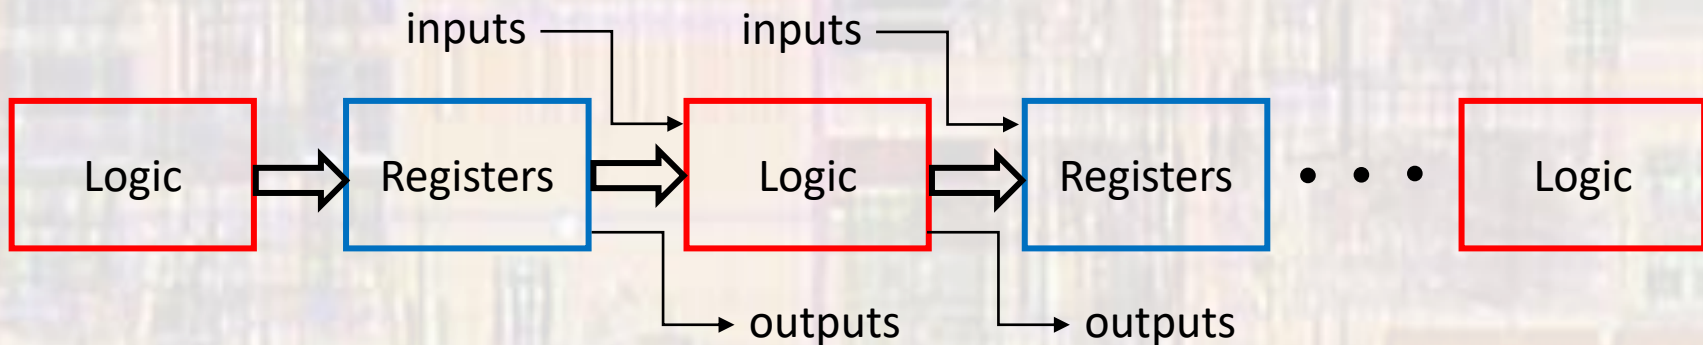 inputs
inputs
Logic
Registers
Logic
Registers
Logic
outputs
outputs